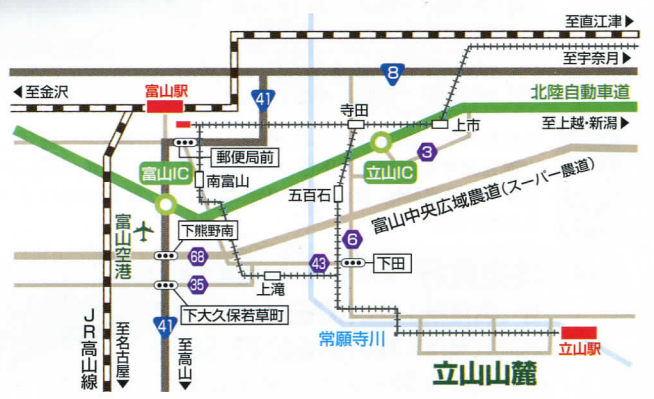 至直江津▶
至宇奈月▶
8
◀至金沢
富山駅
41
北陸自動車道
寺田
上市
至上越・新潟▶
郵便局前
3
富山IC
南富山
立山IC
五百石
富山中央広域農道(スーパー農道)
富山空港
下熊野南
6
68
43
下田
35
上滝
下大久保若草町
JR高山線
至名古屋▼
41
至高山▼
常願寺川
立山駅
立山山麓